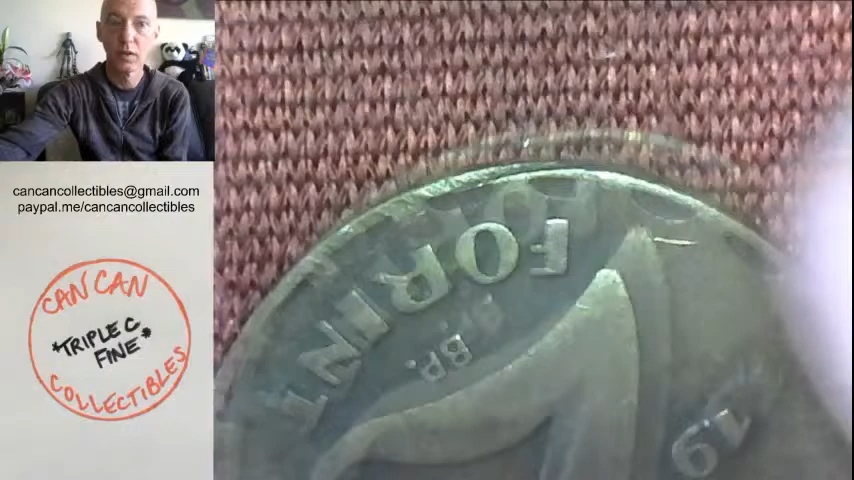 cancancollectibles@gmail.com
paypal.me/cancancollectibles
CAN CAN
*TRIPLE C
FINE*
COLLECTIBLES
FORINT
BP.
19